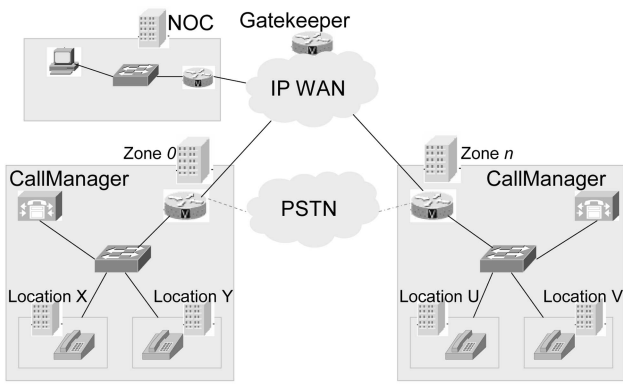 NOC
Gatekeeper
V
IP WAN
Zone 0
Zone n
CallManager
CallManager
V
PSTN
V
Location X
Location Y
Location U
Location V